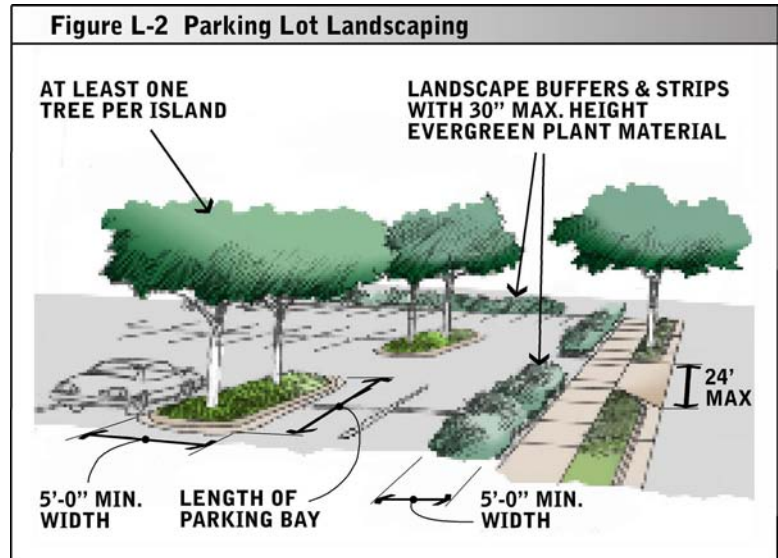 Figure L-2 Parking Lot Landscaping
AT LEAST ONE
TREE PER ISLAND
LANDSCAPE BUFFERS & STRIPS
WITH 30” MAX. HEIGHT
EVERGREEN PLANT MATERIAL
24’
MAX
5’-0” MIN.
WIDTH
LENGTH OF
PARKING BAY
5’-0” MIN.
WIDTH